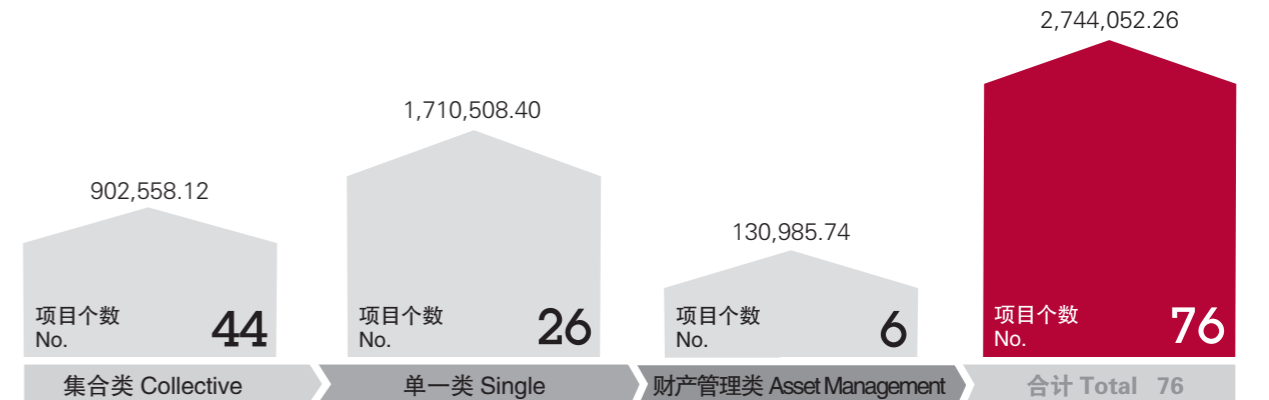 902,558.12
项目个数
No.
44
集合类 Collective
1,710,508.40
项目个数
No.
26
单一类 Single
130,985.74
项目个数
No.
6
财产管理类 Asset Management
2,744,052.26
项目个数
No.
76
合计 Total 76